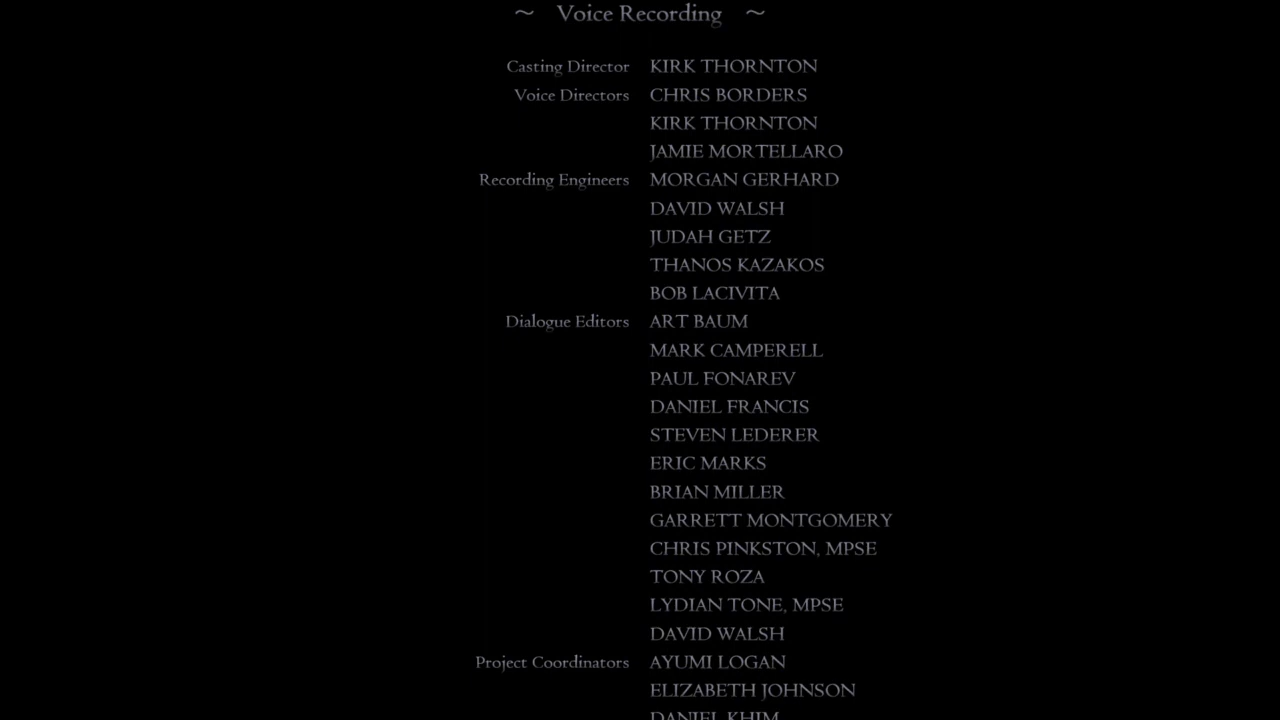 ~ Voice Recording ~
Casting Director KIRK THORNTON
Voice Directors CHRIS BORDERS
KIRK THORNTON
JAMIE MORTELLARO
Recording Engineers MORGAN GERHARD
DAVID WALSH
JUDAH GETZ
THANOS KAZAKOS
BOB LACIVITA
Dialogue Editors ART BAUM
MARK CAMPERELL
PAUL FONAREV
DANIEL FRANCIS
STEVEN LEDERER
ERIC MARKS
BRIAN MILLER
GARRETT MONTGOMERY
CHRIS PINKSTON, MPSE
TONY ROZA
LYDIAN TONE, MPSE
DAVID WALSH
Project Coordinators AYUMI LOGAN
ELIZABETH JOHNSON
DANIEL KHIM